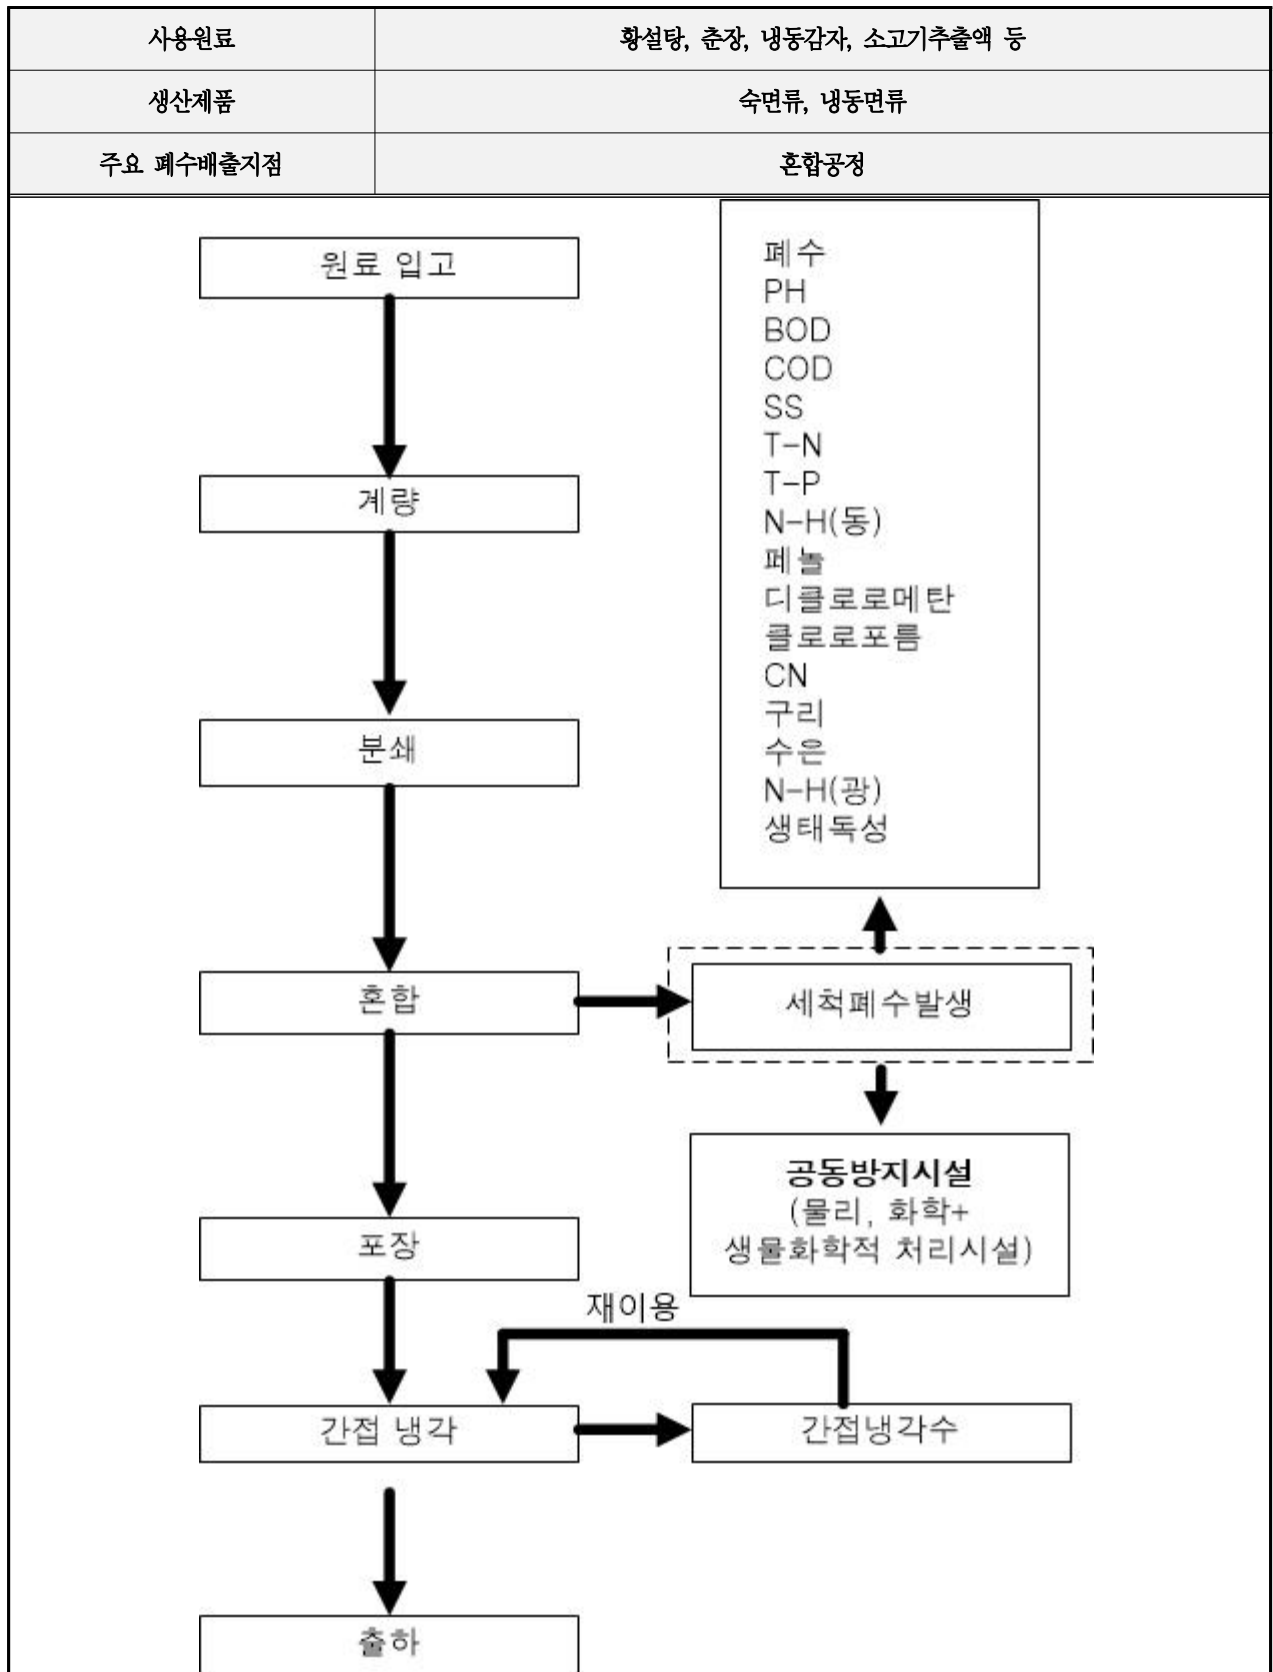 사용원료
황설탕, 춘장, 냉동감자, 소고기추출액 등
생산제품
숙면류, 냉동면류
주요 폐수배출지점
혼합공정
원료 입고
계량
분쇄
혼합
포장
간접 냉각
출하
폐수
PH
BOD
COD
SS
T-N
T-P
N-H(동)
페놀
디클로로메탄
클로로포름
CN
구리
수은
N-H(광)
생태독성
세척폐수발생
공동방지시설
(물리, 화학+
생물화학적 처리시설)
재이용
간접냉각수